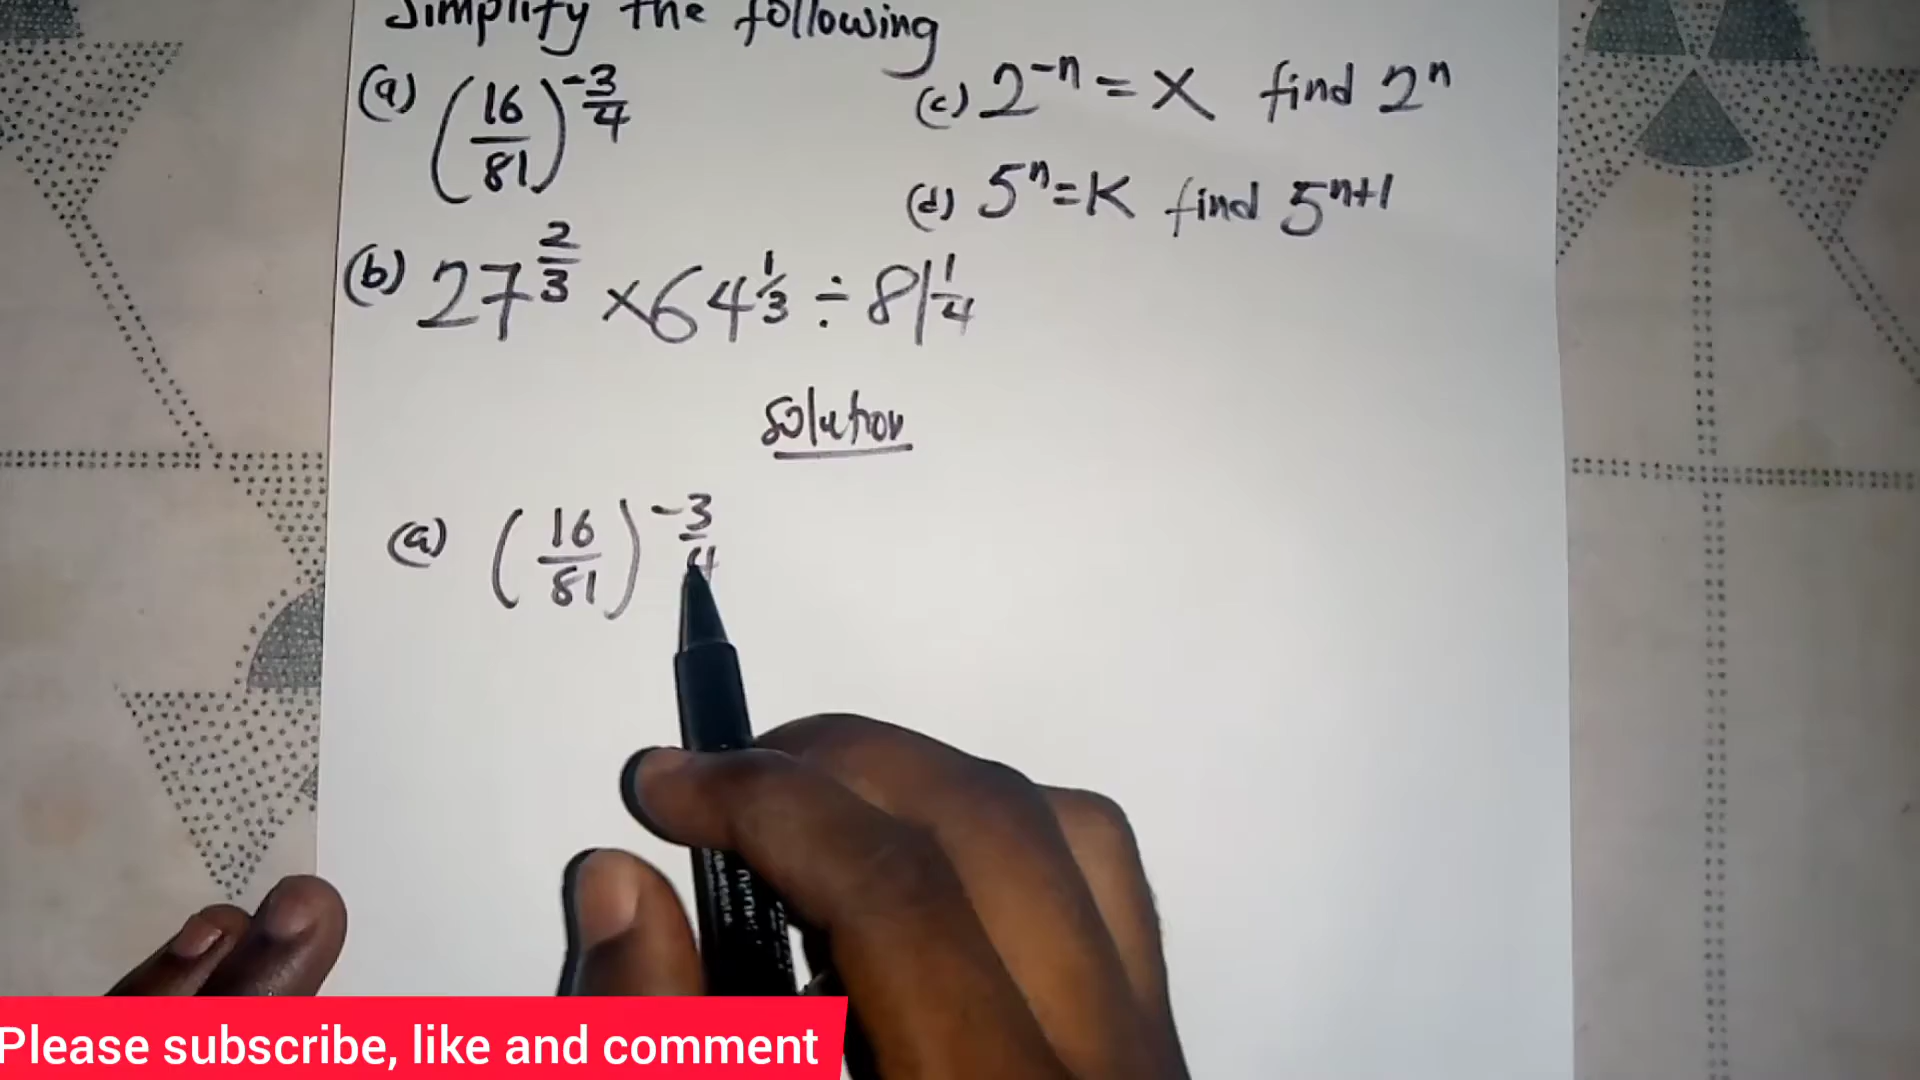 Simplify the following
(a) (16/81)^-3/4
(b) 27^2/3 × 64^1/3 ÷ 81^1/4
(c) 2^-n = X find 2^n
(d) 5^n = K find 5^n+1
Solution
(a) (16/81)^-3/4
Please subscribe, like and comment